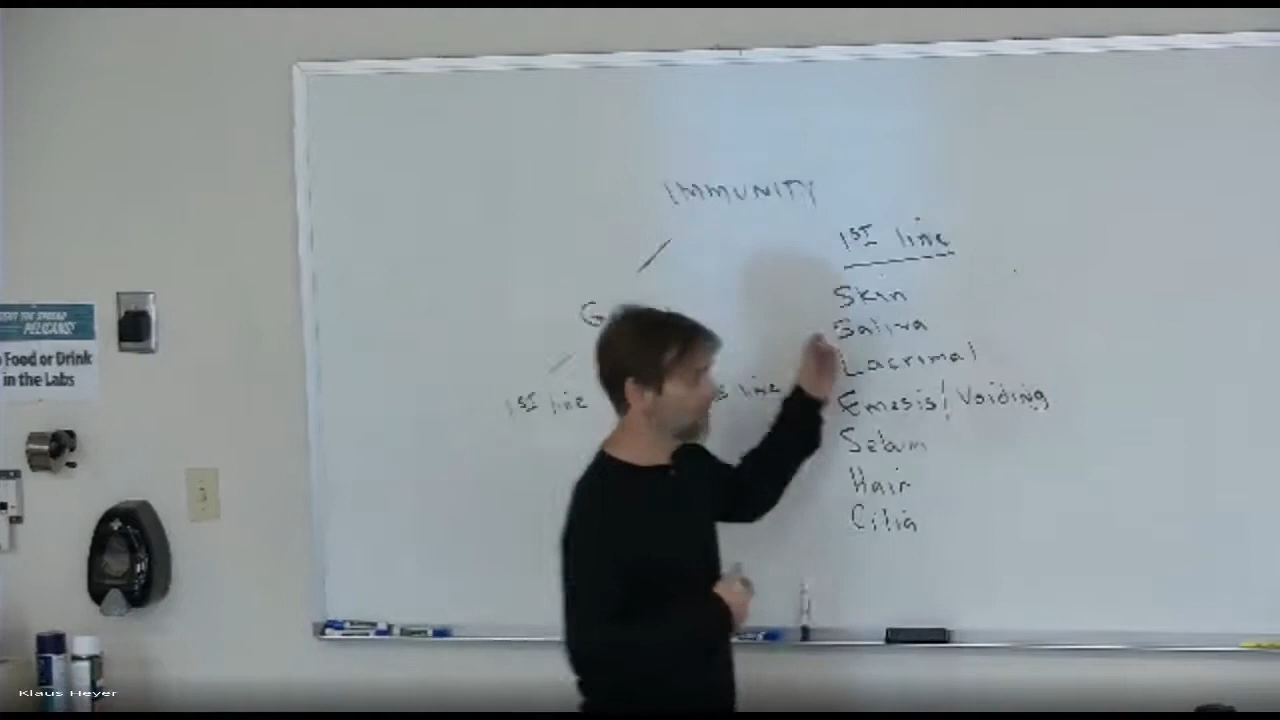 IMMUNITY
1ST line
Skin
Saliva
Lacrimal
Emesis/Voiding
Sebum
Hair
Cilia
1ST line
line
PELICANS!
Food or Drink
in the Labs
Klaus Heyer